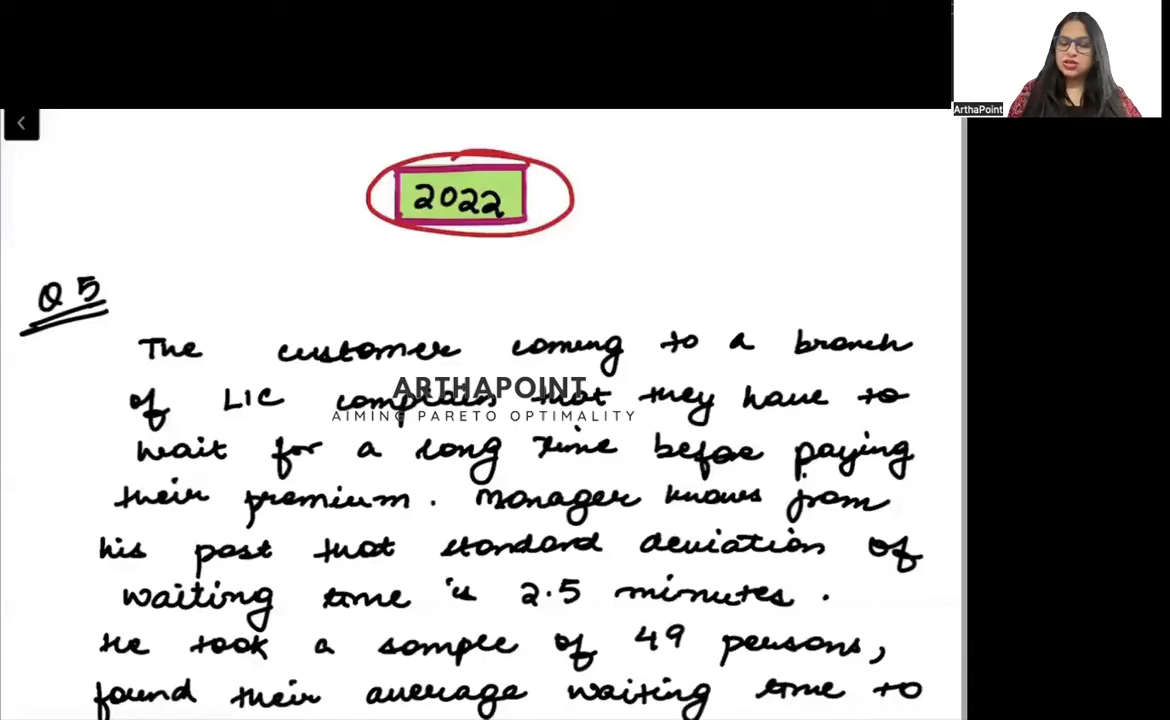 ArthaPoint
2022
Q 5
The customer coming to a branch
of LIC complain that they have to
ARTHAPOINT
AIMING PARETO OPTIMALITY
wait for a long time before paying
their premium. Manager knows from
his past that standard deviation of
waiting time is 2.5 minutes.
He took a sample of 49 persons,
found their average waiting time to